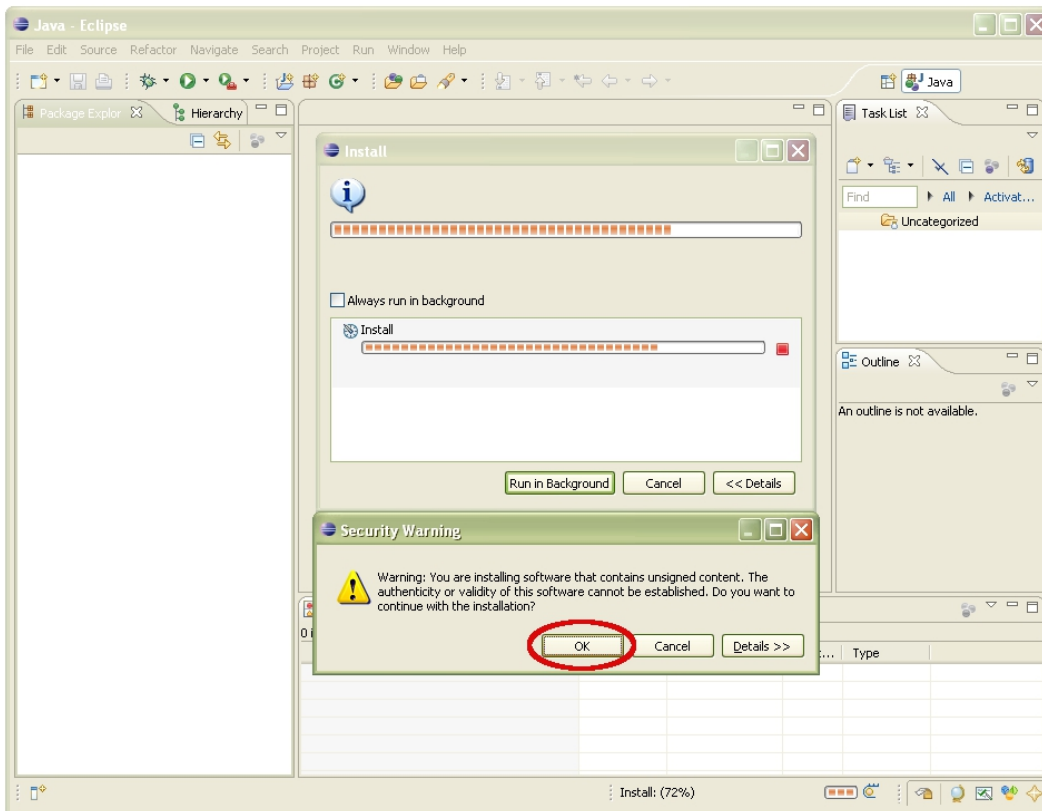 Java - Eclipse
File Edit Source Refactor Navigate Search Project Run Window Help
Java
Package Explor
Hierarchy
Task List
Install
Find
All
Activat...
Uncategorized
Always run in background
Install
Outline
An outline is not available.
Run in Background
Cancel
<< Details
Security Warning
Warning: You are installing software that contains unsigned content. The
authenticity or validity of this software cannot be established. Do you want to
continue with the installation?
0 i
OK
Cancel
Details >>
...
Type
Install: (72%)